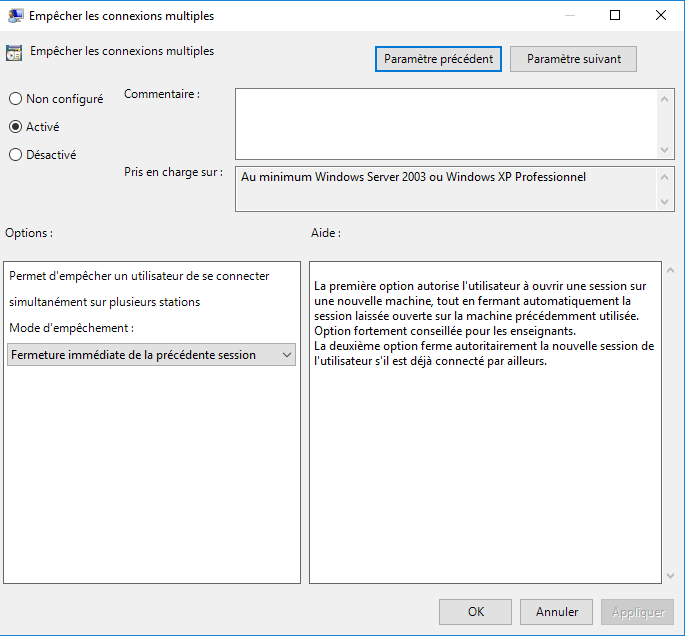 Empêcher les connexions multiples
Empêcher les connexions multiples
Paramètre précédent
Paramètre suivant
Non configuré
Commentaire :
Activé
Désactivé
Pris en charge sur :
Au minimum Windows Server 2003 ou Windows XP Professionnel
Options :
Aide :
Permet d'empêcher un utilisateur de se connecter
simultanément sur plusieurs stations
Mode d'empêchement :
Fermeture immédiate de la précédente session
La première option autorise l'utilisateur à ouvrir une session sur
une nouvelle machine, tout en fermant automatiquement la
session laissée ouverte sur la machine précédemment utilisée.
Option fortement conseillée pour les enseignants.
La deuxième option ferme autoritairement la nouvelle session de
l'utilisateur s'il est déjà connecté par ailleurs.
OK
Annuler
Appliquer